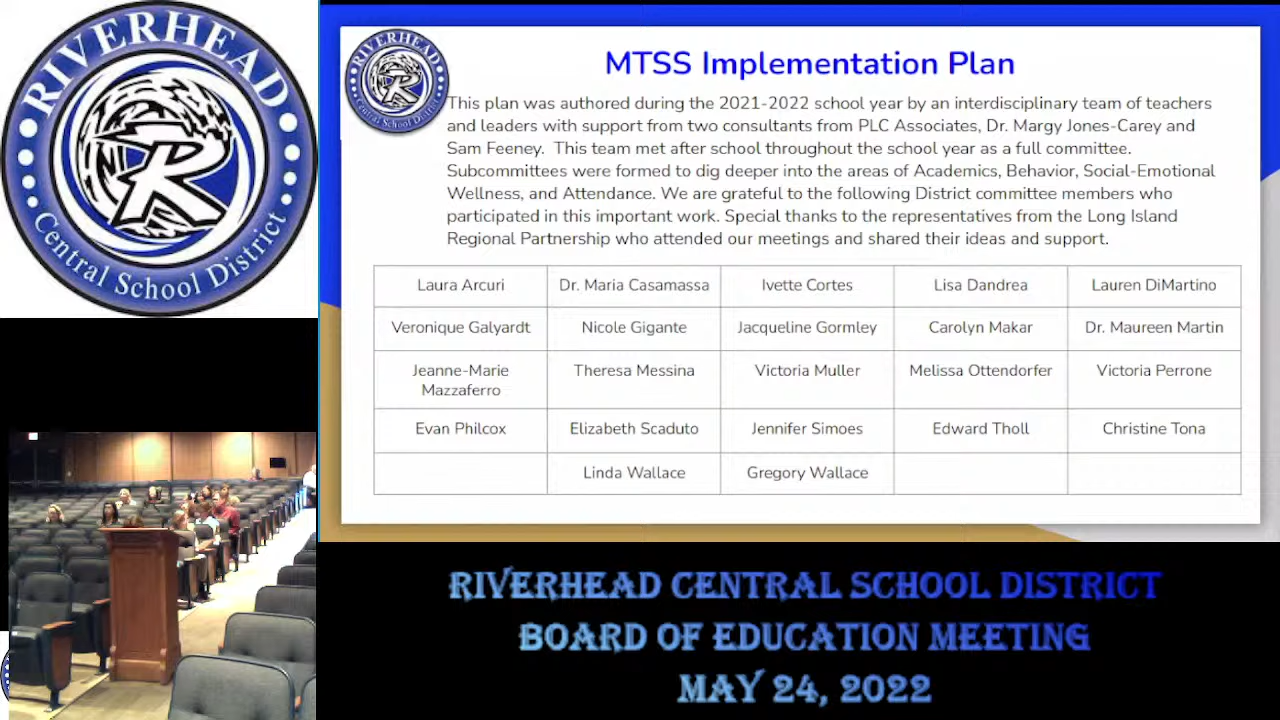 RIVERHEAD
R
Central School District
RIVERHEAD
R
Central School District
MTSS Implementation Plan
This plan was authored during the 2021-2022 school year by an interdisciplinary team of teachers
and leaders with support from two consultants from PLC Associates, Dr. Margy Jones-Carey and
Sam Feeney. This team met after school throughout the school year as a full committee.
Subcommittees were formed to dig deeper into the areas of Academics, Behavior, Social-Emotional
Wellness, and Attendance. We are grateful to the following District committee members who
participated in this important work. Special thanks to the representatives from the Long Island
Regional Partnership who attended our meetings and shared their ideas and support.
Laura Arcuri Dr. Maria Casamassa Ivette Cortes Lisa Dandrea Lauren DiMartino
Veronique Galyardt Nicole Gigante Jacqueline Gormley Carolyn Makar Dr. Maureen Martin
Jeanne-Marie Theresa Messina Victoria Muller Melissa Ottendorfer Victoria Perrone
Mazzaferro
Evan Philcox Elizabeth Scaduto Jennifer Simoes Edward Tholl Christine Tona
Linda Wallace Gregory Wallace
RIVERHEAD CENTRAL SCHOOL DISTRICT
BOARD OF EDUCATION MEETING
MAY 24, 2022